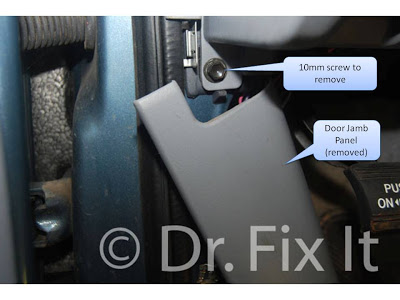 10mm screw to
remove
Door Jamb
Panel
(removed)
PU
ON
© Dr. Fix It